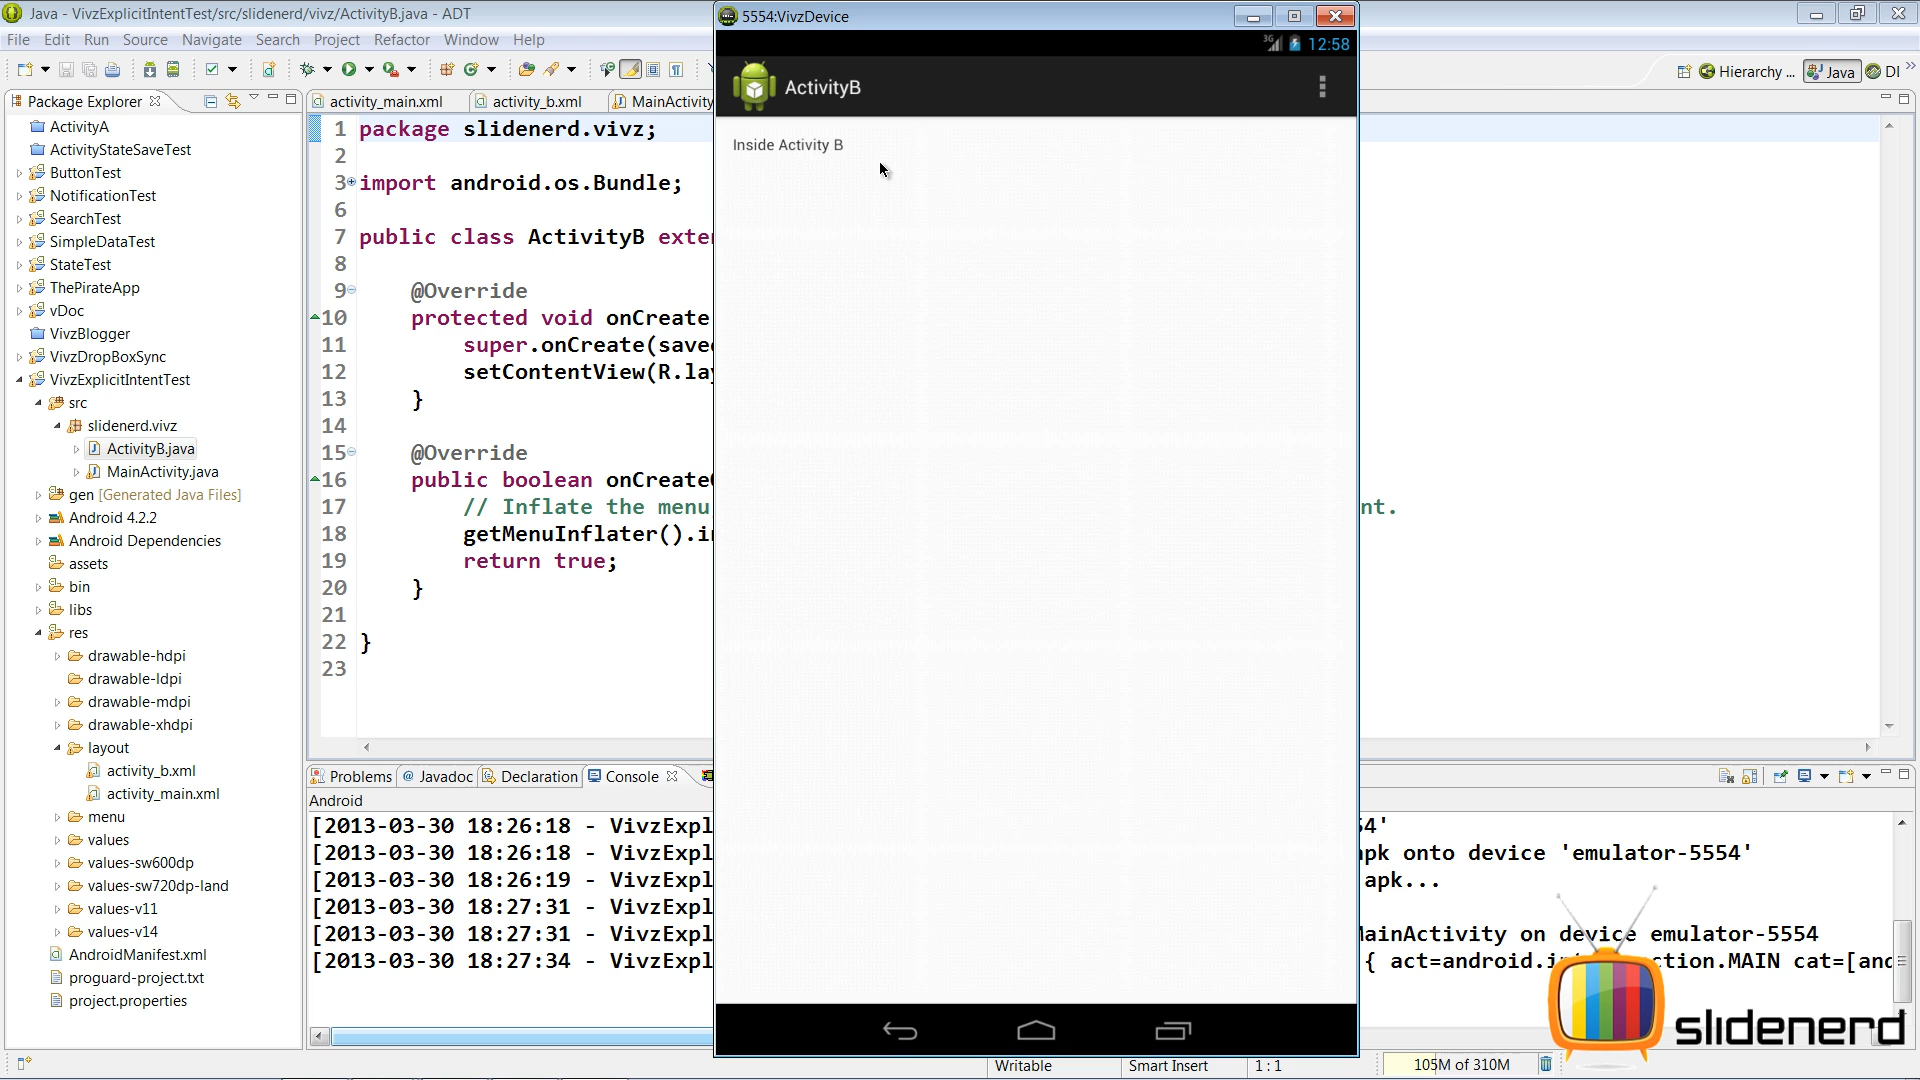 Java - VivzExplicitIntentTest/src/slidenerd/vivz/ActivityB.java - ADT
File Edit Run Source Navigate Search Project Refactor Window Help
Hierarchy ... Java DI
Package Explorer
ActivityA
ActivityStateSaveTest
ButtonTest
NotificationTest
SearchTest
SimpleDataTest
StateTest
ThePirateApp
vDoc
VivzBlogger
VivzDropBoxSync
VivzExplicitIntentTest
src
slidenerd.vivz
ActivityB.java
MainActivity.java
gen [Generated Java Files]
Android 4.2.2
Android Dependencies
assets
bin
libs
res
drawable-hdpi
drawable-ldpi
drawable-mdpi
drawable-xhdpi
layout
activity_b.xml
activity_main.xml
menu
values
values-sw600dp
values-sw720dp-land
values-v11
values-v14
AndroidManifest.xml
proguard-project.txt
project.properties
activity_main.xml activity_b.xml MainActivity
1 package slidenerd.vivz;
2
3 import android.os.Bundle;
6
7 public class ActivityB exte
8
9 @Override
10 protected void onCreate
11 super.onCreate(save
12 setContentView(R.la
13 }
14
15 @Override
16 public boolean onCreate
17 // Inflate the menu nt.
18 getMenuInflater().i
19 return true;
20 }
21
22 }
23
5554:VivzDevice
3G 12:58
ActivityB
Inside Activity B
Problems @ Javadoc Declaration Console
Android
[2013-03-30 18:26:18 - VivzExpl 54'
[2013-03-30 18:26:18 - VivzExpl pk onto device 'emulator-5554'
[2013-03-30 18:26:19 - VivzExpl apk...
[2013-03-30 18:27:31 - VivzExpl
[2013-03-30 18:27:31 - VivzExpl MainActivity on device emulator-5554
[2013-03-30 18:27:34 - VivzExpl { act=android. ction.MAIN cat=[and
slidenerd
Writable Smart Insert 1 : 1 105M of 310M